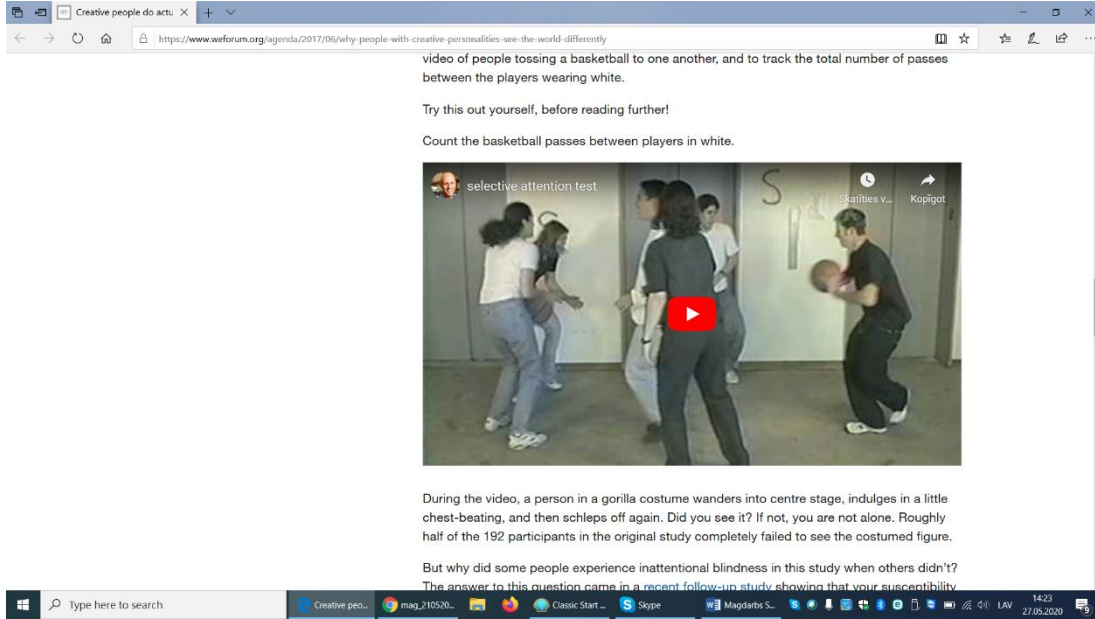 Creative people do actu
https://www.weforum.org/agenda/2017/06/why-people-with-creative-personalities-see-the-world-differently
video of people tossing a basketball to one another, and to track the total number of passes
between the players wearing white.
Try this out yourself, before reading further!
Count the basketball passes between players in white.
selective attention test
Skatīties v...
Kopīgot
S
S
During the video, a person in a gorilla costume wanders into centre stage, indulges in a little
chest-beating, and then schleps off again. Did you see it? If not, you are not alone. Roughly
half of the 192 participants in the original study completely failed to see the costumed figure.
But why did some people experience inattentional blindness in this study when others didn't?
The answer to this question came in a recent follow-up study showing that your susceptibility
Type here to search
Creative peo...
mag_210520...
Classic Start ...
Skype
Magdarbs S...
LAV
14:23
27.05.2020